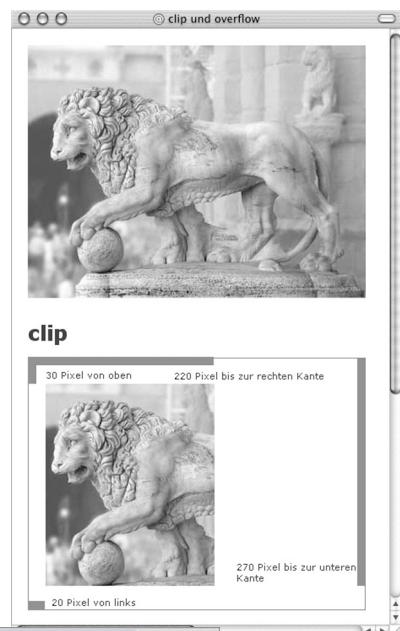 @ clip und overflow
clip
30 Pixel von oben
220 Pixel bis zur rechten Kante
270 Pixel bis zur unteren
Kante
20 Pixel von links